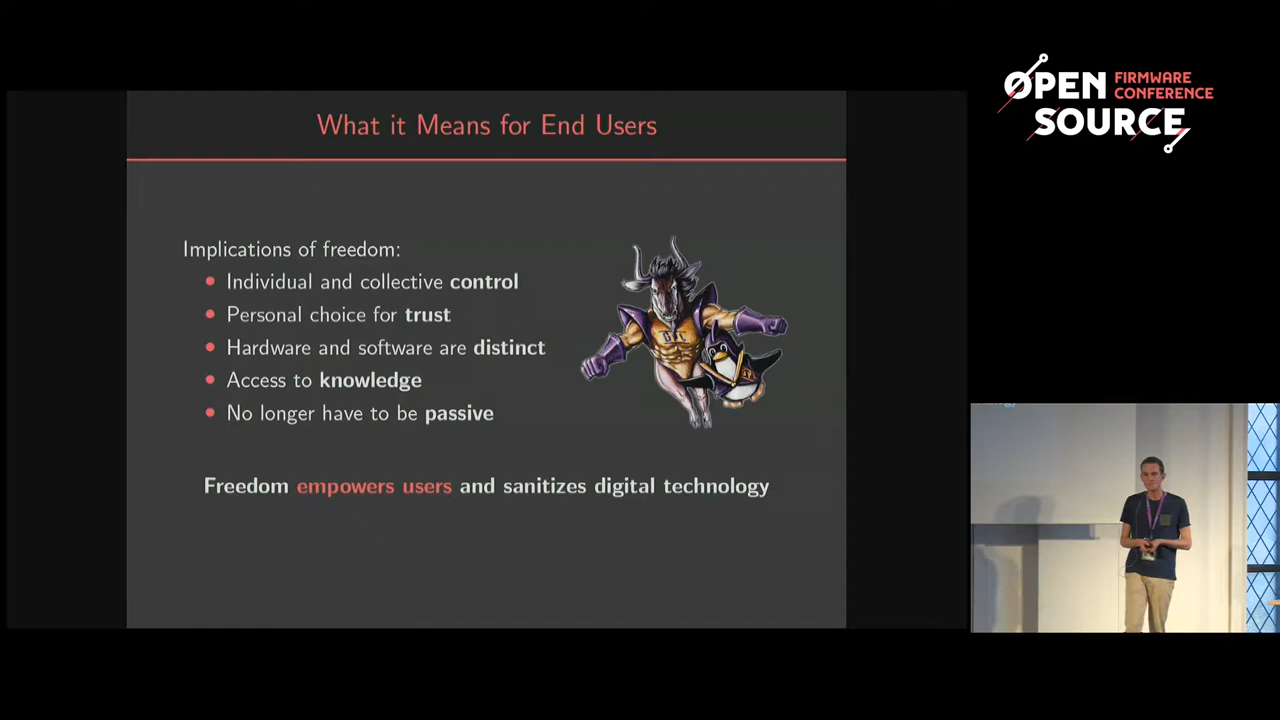 What it Means for End Users
Implications of freedom:
Individual and collective control
Personal choice for trust
Hardware and software are distinct
Access to knowledge
No longer have to be passive
Freedom empowers users and sanitizes digital technology
GPL
OPEN
SOURCE
FIRMWARE
CONFERENCE